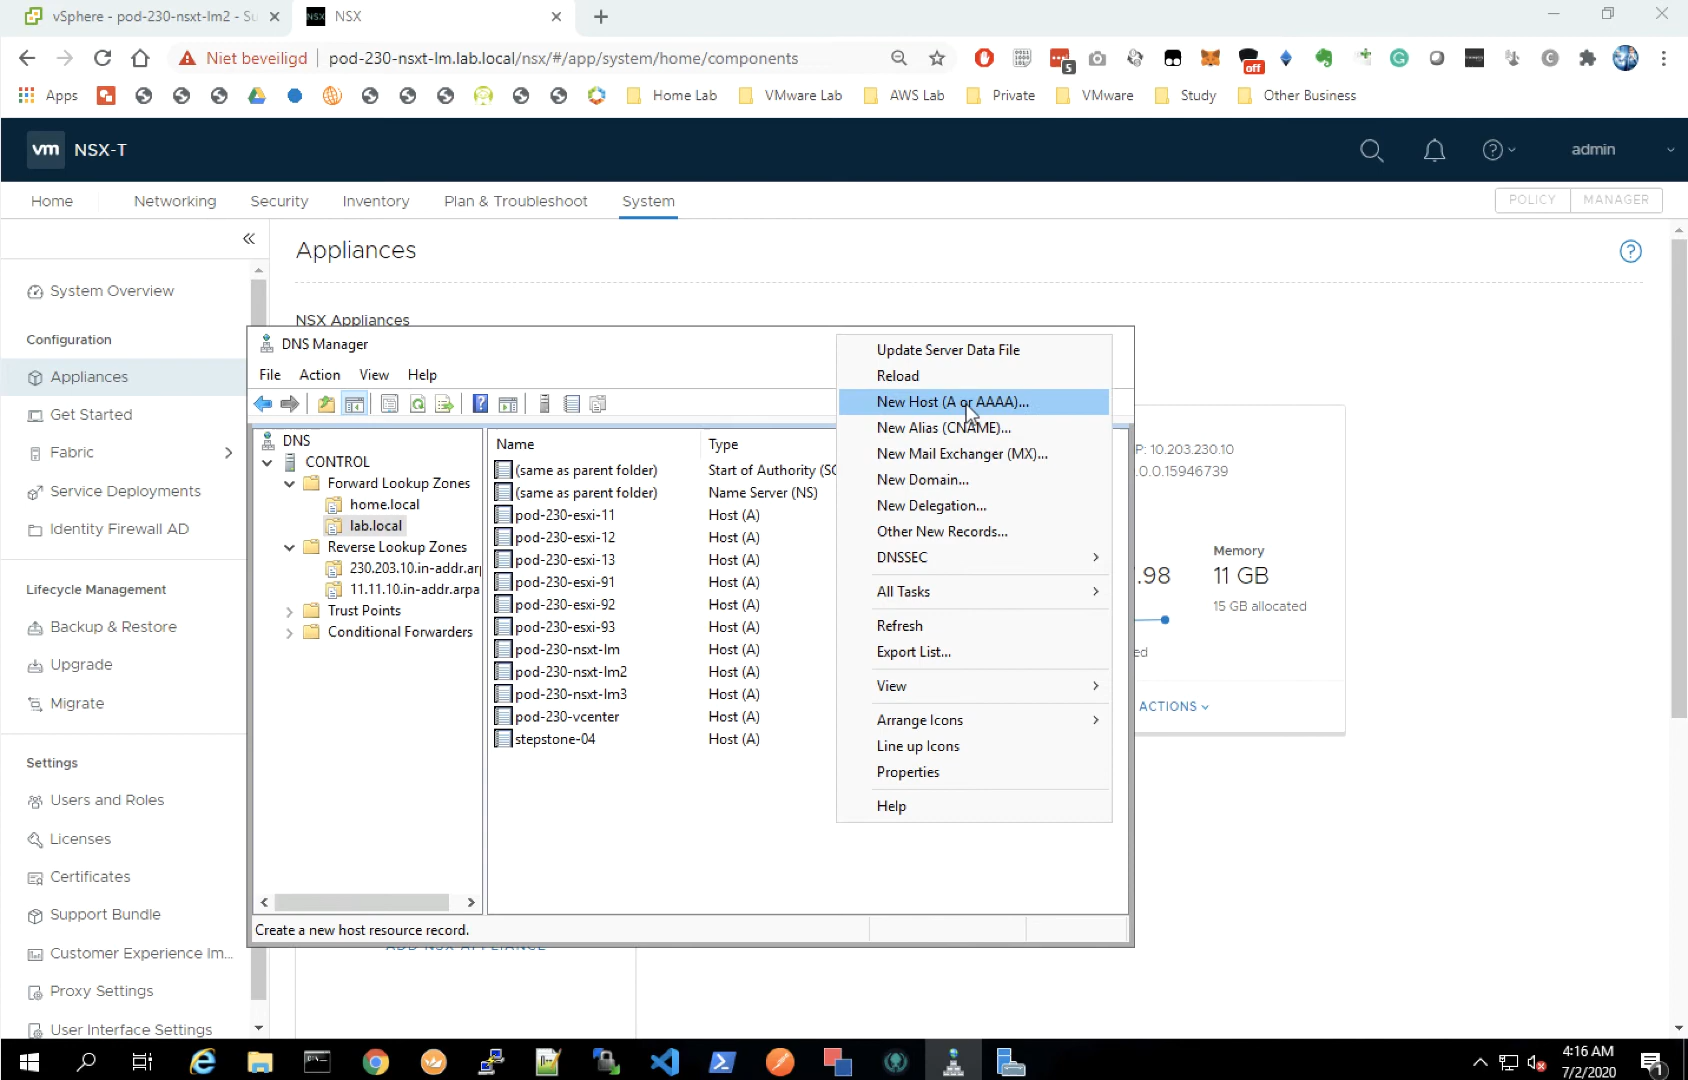 vSphere - pod-230-nsxt-lm2 - Su
NSX
NSX
Niet beveiligd
pod-230-nsxt-lm.lab.local/nsx/#/app/system/home/components
5
off
Apps
Home Lab
VMware Lab
AWS Lab
Private
VMware
Study
Other Business
vm NSX-T
admin
Home
Networking
Security
Inventory
Plan & Troubleshoot
System
POLICY
MANAGER
Appliances
System Overview
Configuration
Appliances
Get Started
Fabric
Service Deployments
Identity Firewall AD
Lifecycle Management
Backup & Restore
Upgrade
Migrate
Settings
Users and Roles
Licenses
Certificates
Support Bundle
Customer Experience Im...
Proxy Settings
User Interface Settings
NSX Appliances
DNS Manager
File
Action
View
Help
DNS
CONTROL
Forward Lookup Zones
home.local
lab.local
Reverse Lookup Zones
230.203.10.in-addr.ar
11.11.10.in-addr.arpa
Trust Points
Conditional Forwarders
Name
Type
(same as parent folder)
Start of Authority (SO
(same as parent folder)
Name Server (NS)
pod-230-esxi-11
Host (A)
pod-230-esxi-12
Host (A)
pod-230-esxi-13
Host (A)
pod-230-esxi-91
Host (A)
pod-230-esxi-92
Host (A)
pod-230-esxi-93
Host (A)
pod-230-nsxt-lm
Host (A)
pod-230-nsxt-lm2
Host (A)
pod-230-nsxt-lm3
Host (A)
pod-230-vcenter
Host (A)
stepstone-04
Host (A)
Update Server Data File
Reload
New Host (A or AAAA)...
New Alias (CNAME)...
New Mail Exchanger (MX)...
New Domain...
New Delegation...
Other New Records...
DNSSEC
All Tasks
Refresh
Export List...
View
Arrange Icons
Line up Icons
Properties
Help
Create a new host resource record.
P: 10.203.230.10
.0.0.15946739
Memory
.98
11 GB
15 GB allocated
ed
ACTIONS
ADD NSX APPLIANCE
4:16 AM
7/2/2020
1